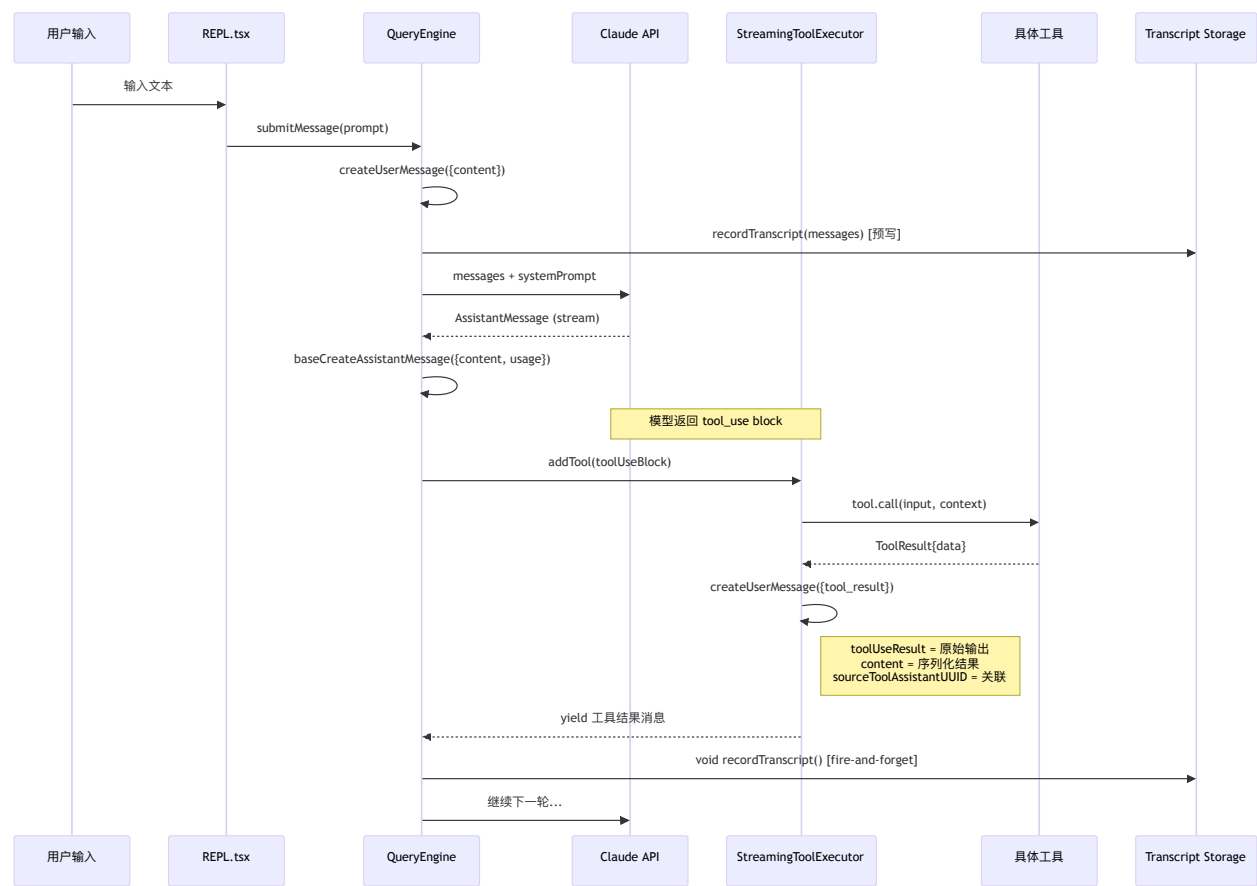 用户输入
REPL.tsx
QueryEngine
Claude API
StreamingToolExecutor
具体工具
Transcript Storage
输入文本
submitMessage(prompt)
createUserMessage({content})
recordTranscript(messages) [预写]
messages + systemPrompt
AssistantMessage (stream)
baseCreateAssistantMessage({content, usage})
模型返回 tool_use block
addTool(toolUseBlock)
tool.call(input, context)
ToolResult{data}
createUserMessage({tool_result})
toolUseResult = 原始输出
content = 序列化结果
sourceToolAssistantUUID = 关联
yield 工具结果消息
void recordTranscript() [fire-and-forget]
继续下一轮...
用户输入
REPL.tsx
QueryEngine
Claude API
StreamingToolExecutor
具体工具
Transcript Storage